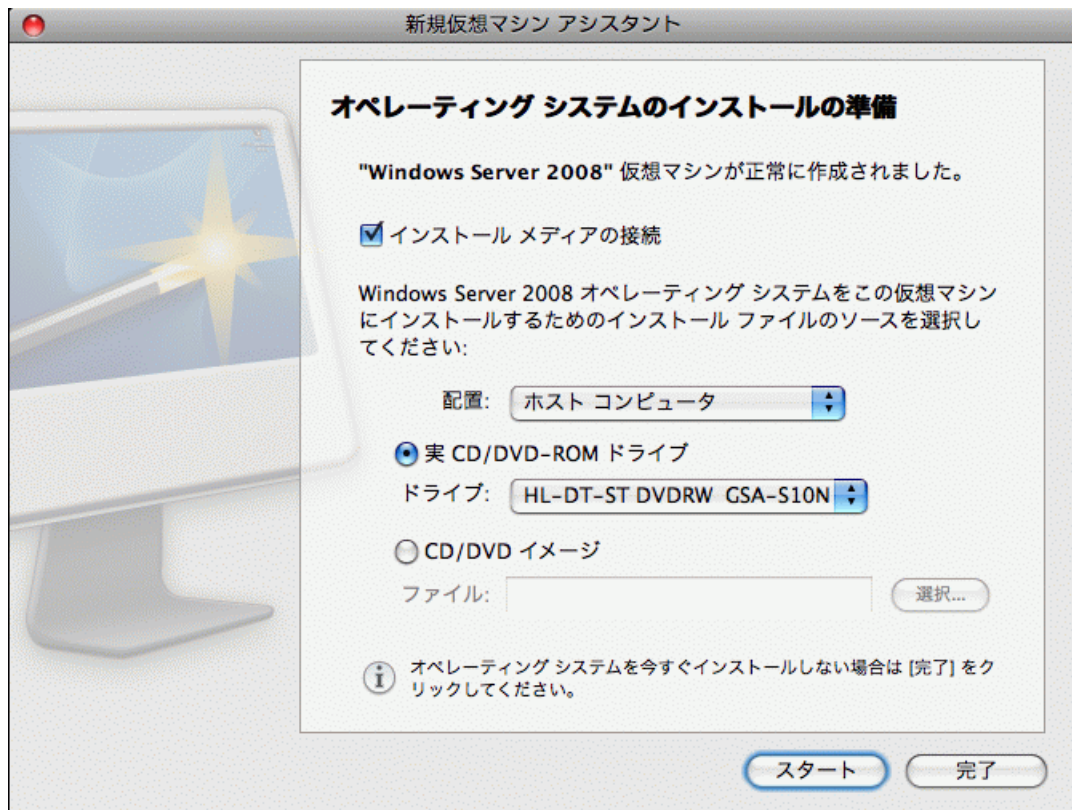 新規仮想マシン アシスタント
オペレーティング システムのインストールの準備
"Windows Server 2008" 仮想マシンが正常に作成されました。
インストール メディアの接続
Windows Server 2008 オペレーティング システムをこの仮想マシン
にインストールするためのインストール ファイルのソースを選択し
てください:
配置: ホスト コンピュータ
実 CD/DVD-ROM ドライブ
ドライブ: HL-DT-ST DVDRW GSA-S10N
CD/DVD イメージ
ファイル: 選択...
オペレーティング システムを今すぐインストールしない場合は [完了] をク
リックしてください。
スタート 完了